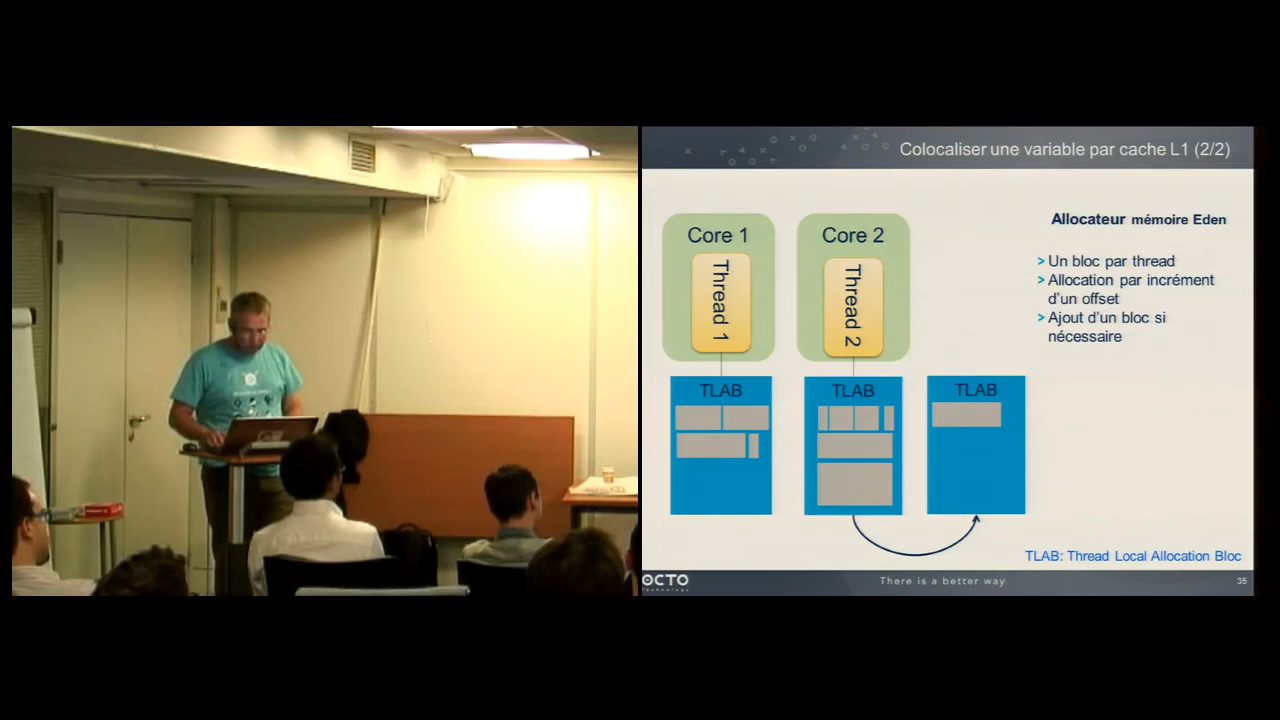 Colocaliser une variable par cache L1 (2/2)
Core 1
Thread 1
Core 2
Thread 2
Allocateur mémoire Eden
> Un bloc par thread
> Allocation par incrément
d'un offset
> Ajout d'un bloc si
nécessaire
TLAB
TLAB
TLAB
TLAB: Thread Local Allocation Bloc
OCTO
Technology
There is a better way
35